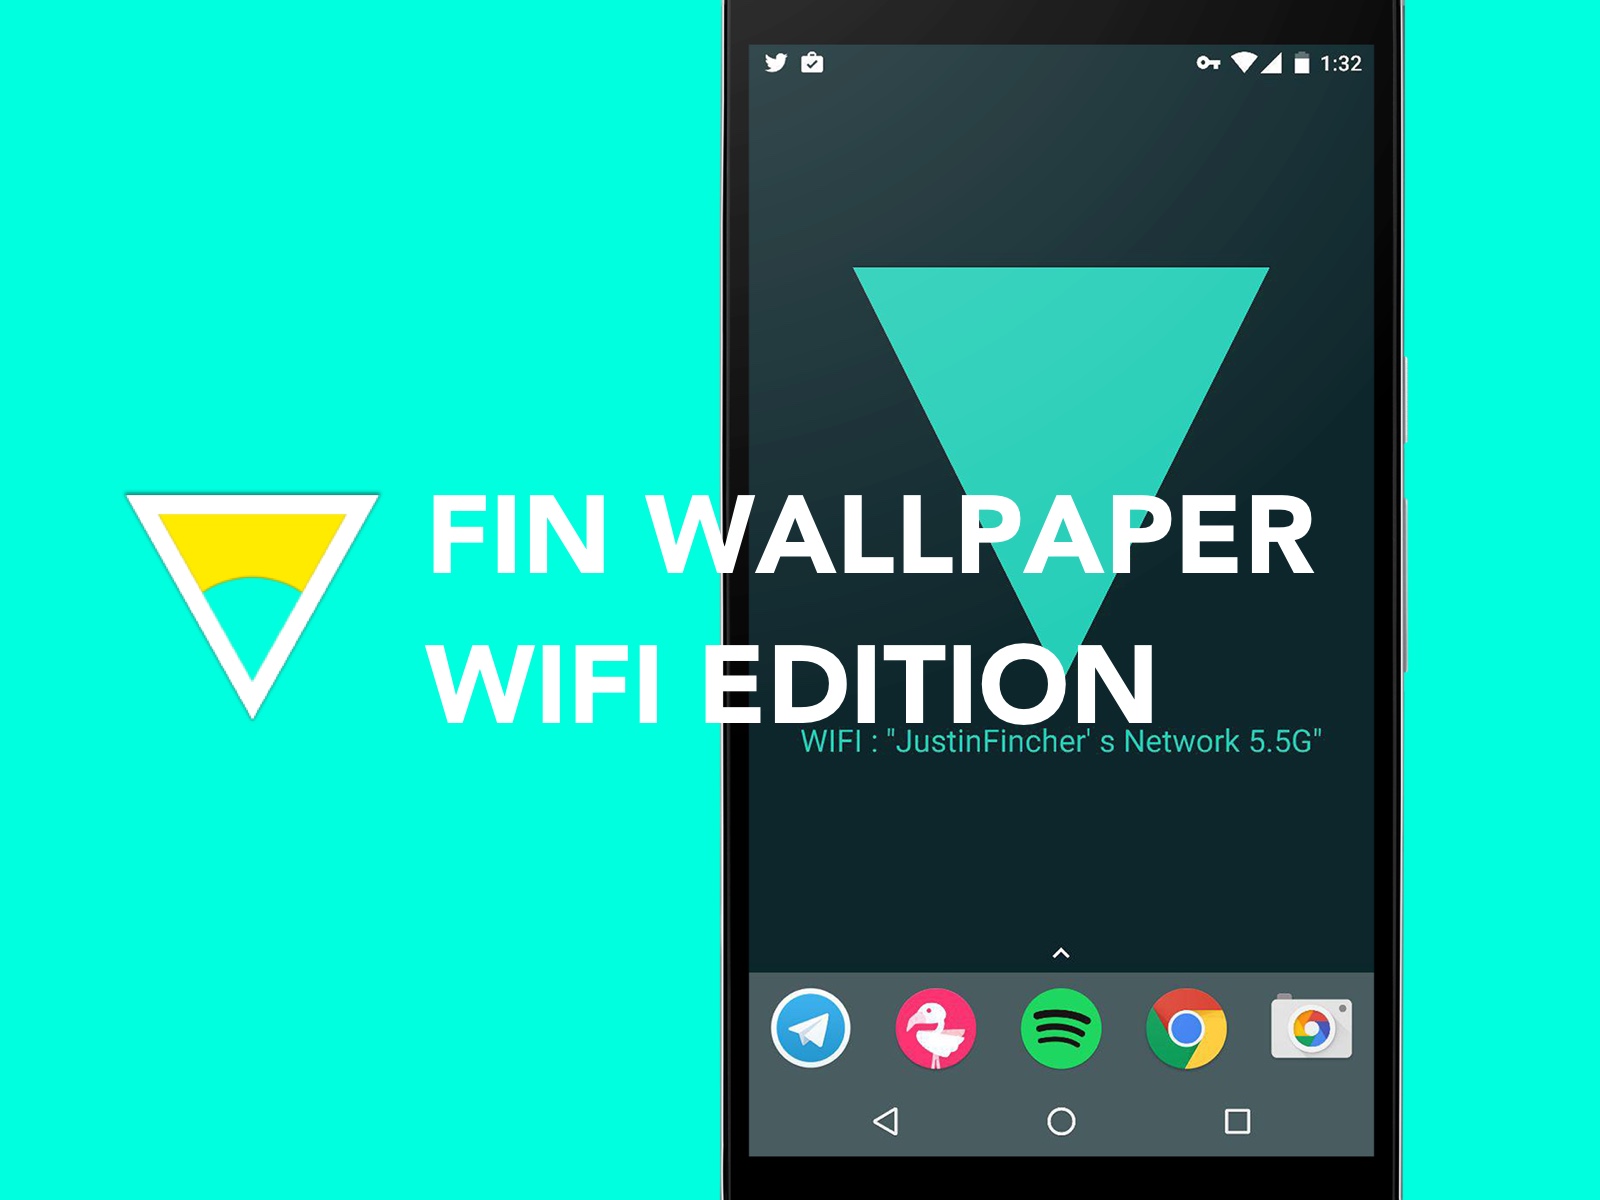 1:32
FIN WALLPAPER
WIFI EDITION
WIFI : "JustinFincher' s Network 5.5G"